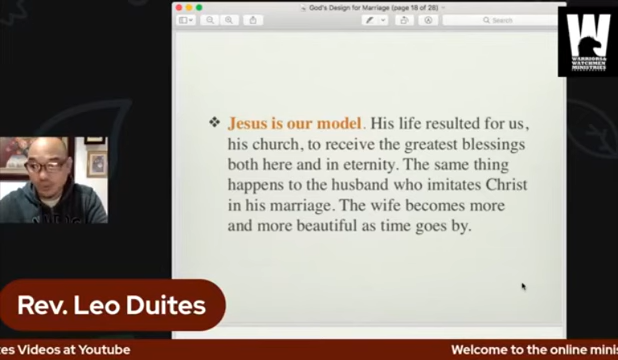 God's Design for Marriage (page 18 of 28)
Search
W
WARRIORS &
WATCHMEN
MINISTRIES
❖ Jesus is our model. His life resulted for us,
his church, to receive the greatest blessings
both here and in eternity. The same thing
happens to the husband who imitates Christ
in his marriage. The wife becomes more
and more beautiful as time goes by.
Rev. Leo Duites
tes Videos at Youtube
Welcome to the online minis